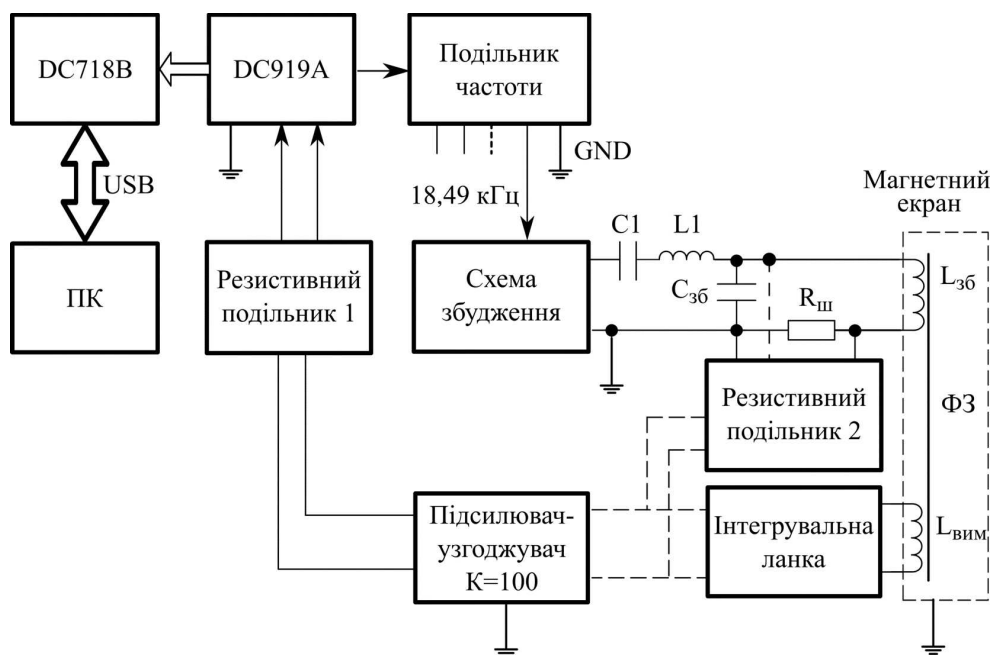 DC718B
DC919A
Подільник
частоти
GND
USB
18,49 кГц
Магнетний
екран
ПК
Резистивний
подільник 1
Схема
збудження
C1
L1
Cзб
Rш
Lзб
ФЗ
Резистивний
подільник 2
Підсилювач-
узгоджувач
К=100
Інтегрувальна
ланка
Lвим